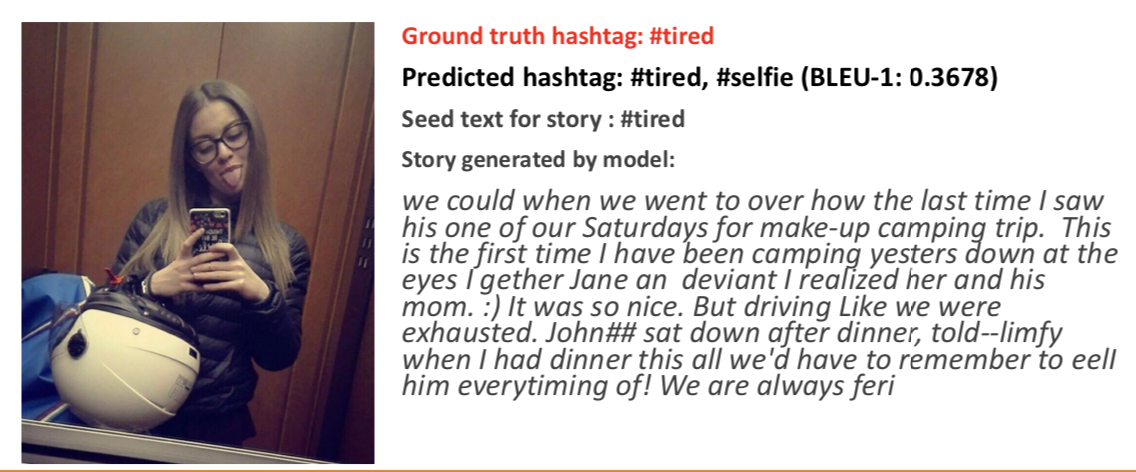 Ground truth hashtag: #tired
Predicted hashtag: #tired, #selfie (BLEU-1: 0.3678)
Seed text for story : #tired
Story generated by model:
we could when we went to over how the last time I saw
his one of our Saturdays for make-up camping trip.  This
is the first time I have been camping yesters down at the
eyes I gether Jane an  deviant I realized her and his
mom. :) It was so nice. But driving Like we were
exhausted. John## sat down after dinner, told--limfy
when I had dinner this all we'd have to remember to eell
him everytiming of! We are always feri